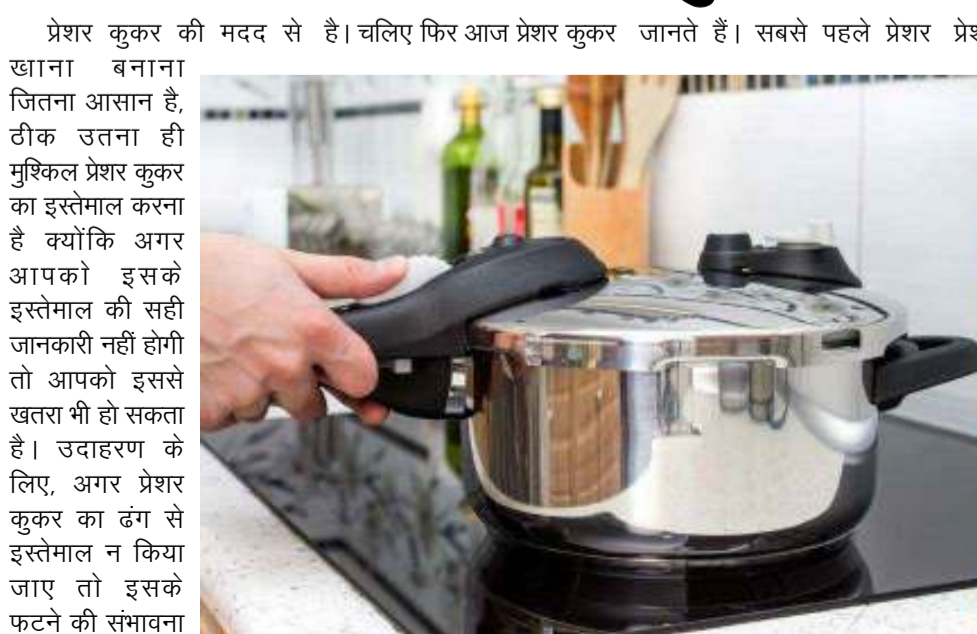 प्रेशर कुकर की मदद से
खााना बनाना
जितना आसान है,
ठीक उतना ही
मुश्किल प्रेशर कुकर
का इस्तेमाल करना
है क्योंकि अगर
आपको इसके
इस्तेमाल की सही
जानकारी नहीं होगी
तो आपको इससे
खतरा भी हो सकता
है। उदाहरण के
लिए, अगर प्रेशर
कुकर का ढंग से
इस्तेमाल न किया
जाए तो इसके
फटने की संभावना
है। चलिए फिर आज प्रेशर कुकर
जानते हैं। सबसे पहले प्रेशर